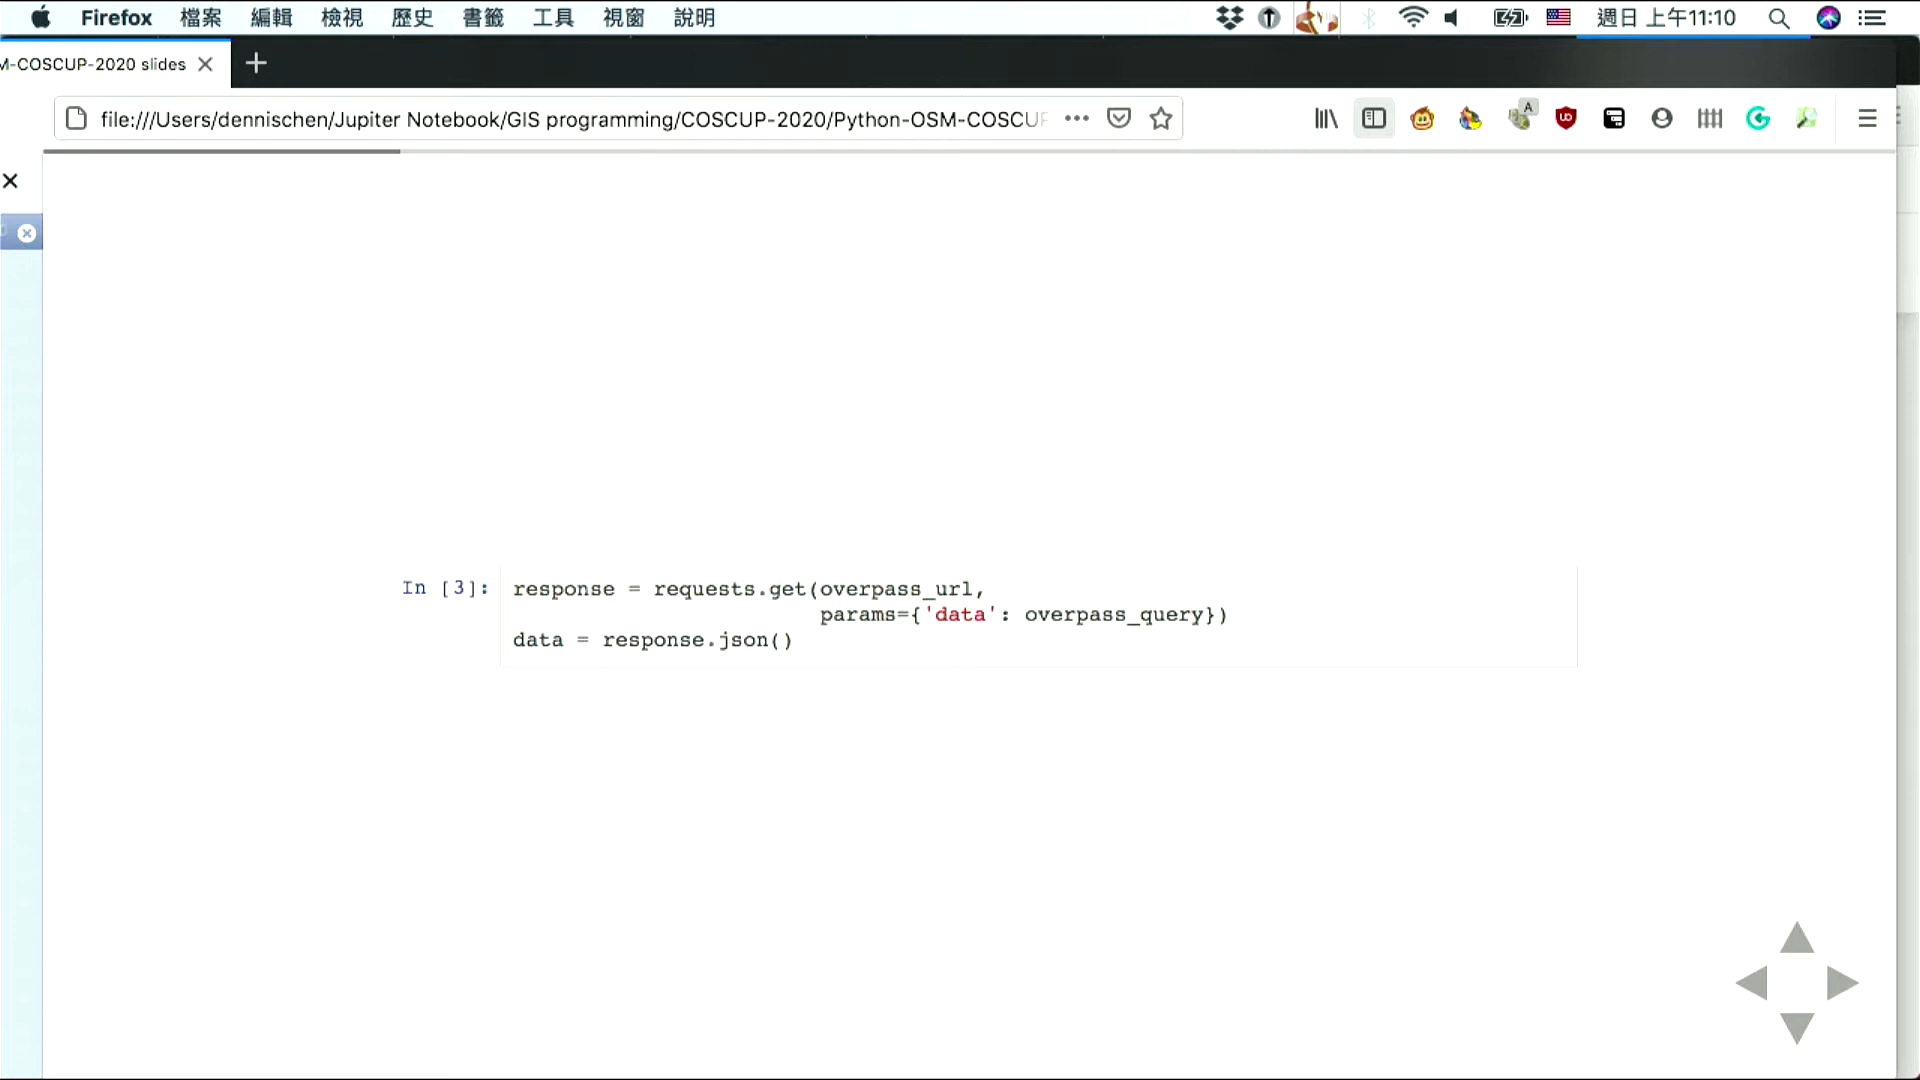 Firefox 檔案 編輯 檢視 歷史 書籤 工具 視窗 說明 週日 上午11:10
M-COSCUP-2020 slides
file:///Users/dennischen/Jupiter Notebook/GIS programming/COSCUP-2020/Python-OSM-COSCUP
In [3]: response = requests.get(overpass_url,
params={'data': overpass_query})
data = response.json()